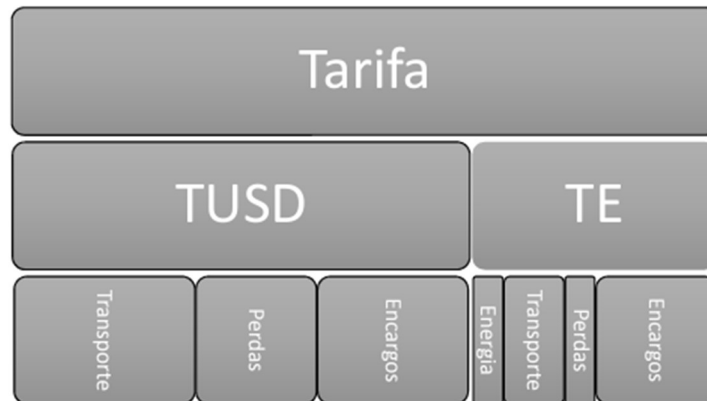 Tarifa
TUSD
TE
Transporte
Perdas
Encargos
Energia
Transporte
Perdas
Encargos